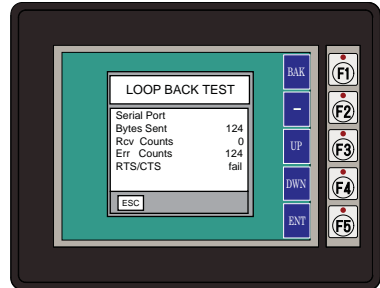 LOOP BACK TEST
Serial Port
Bytes Sent 124
Rcv Counts 0
Err Counts 124
RTS/CTS fail
ESC
BAK
–
UP
DWN
ENT
F1
F2
F3
F4
F5